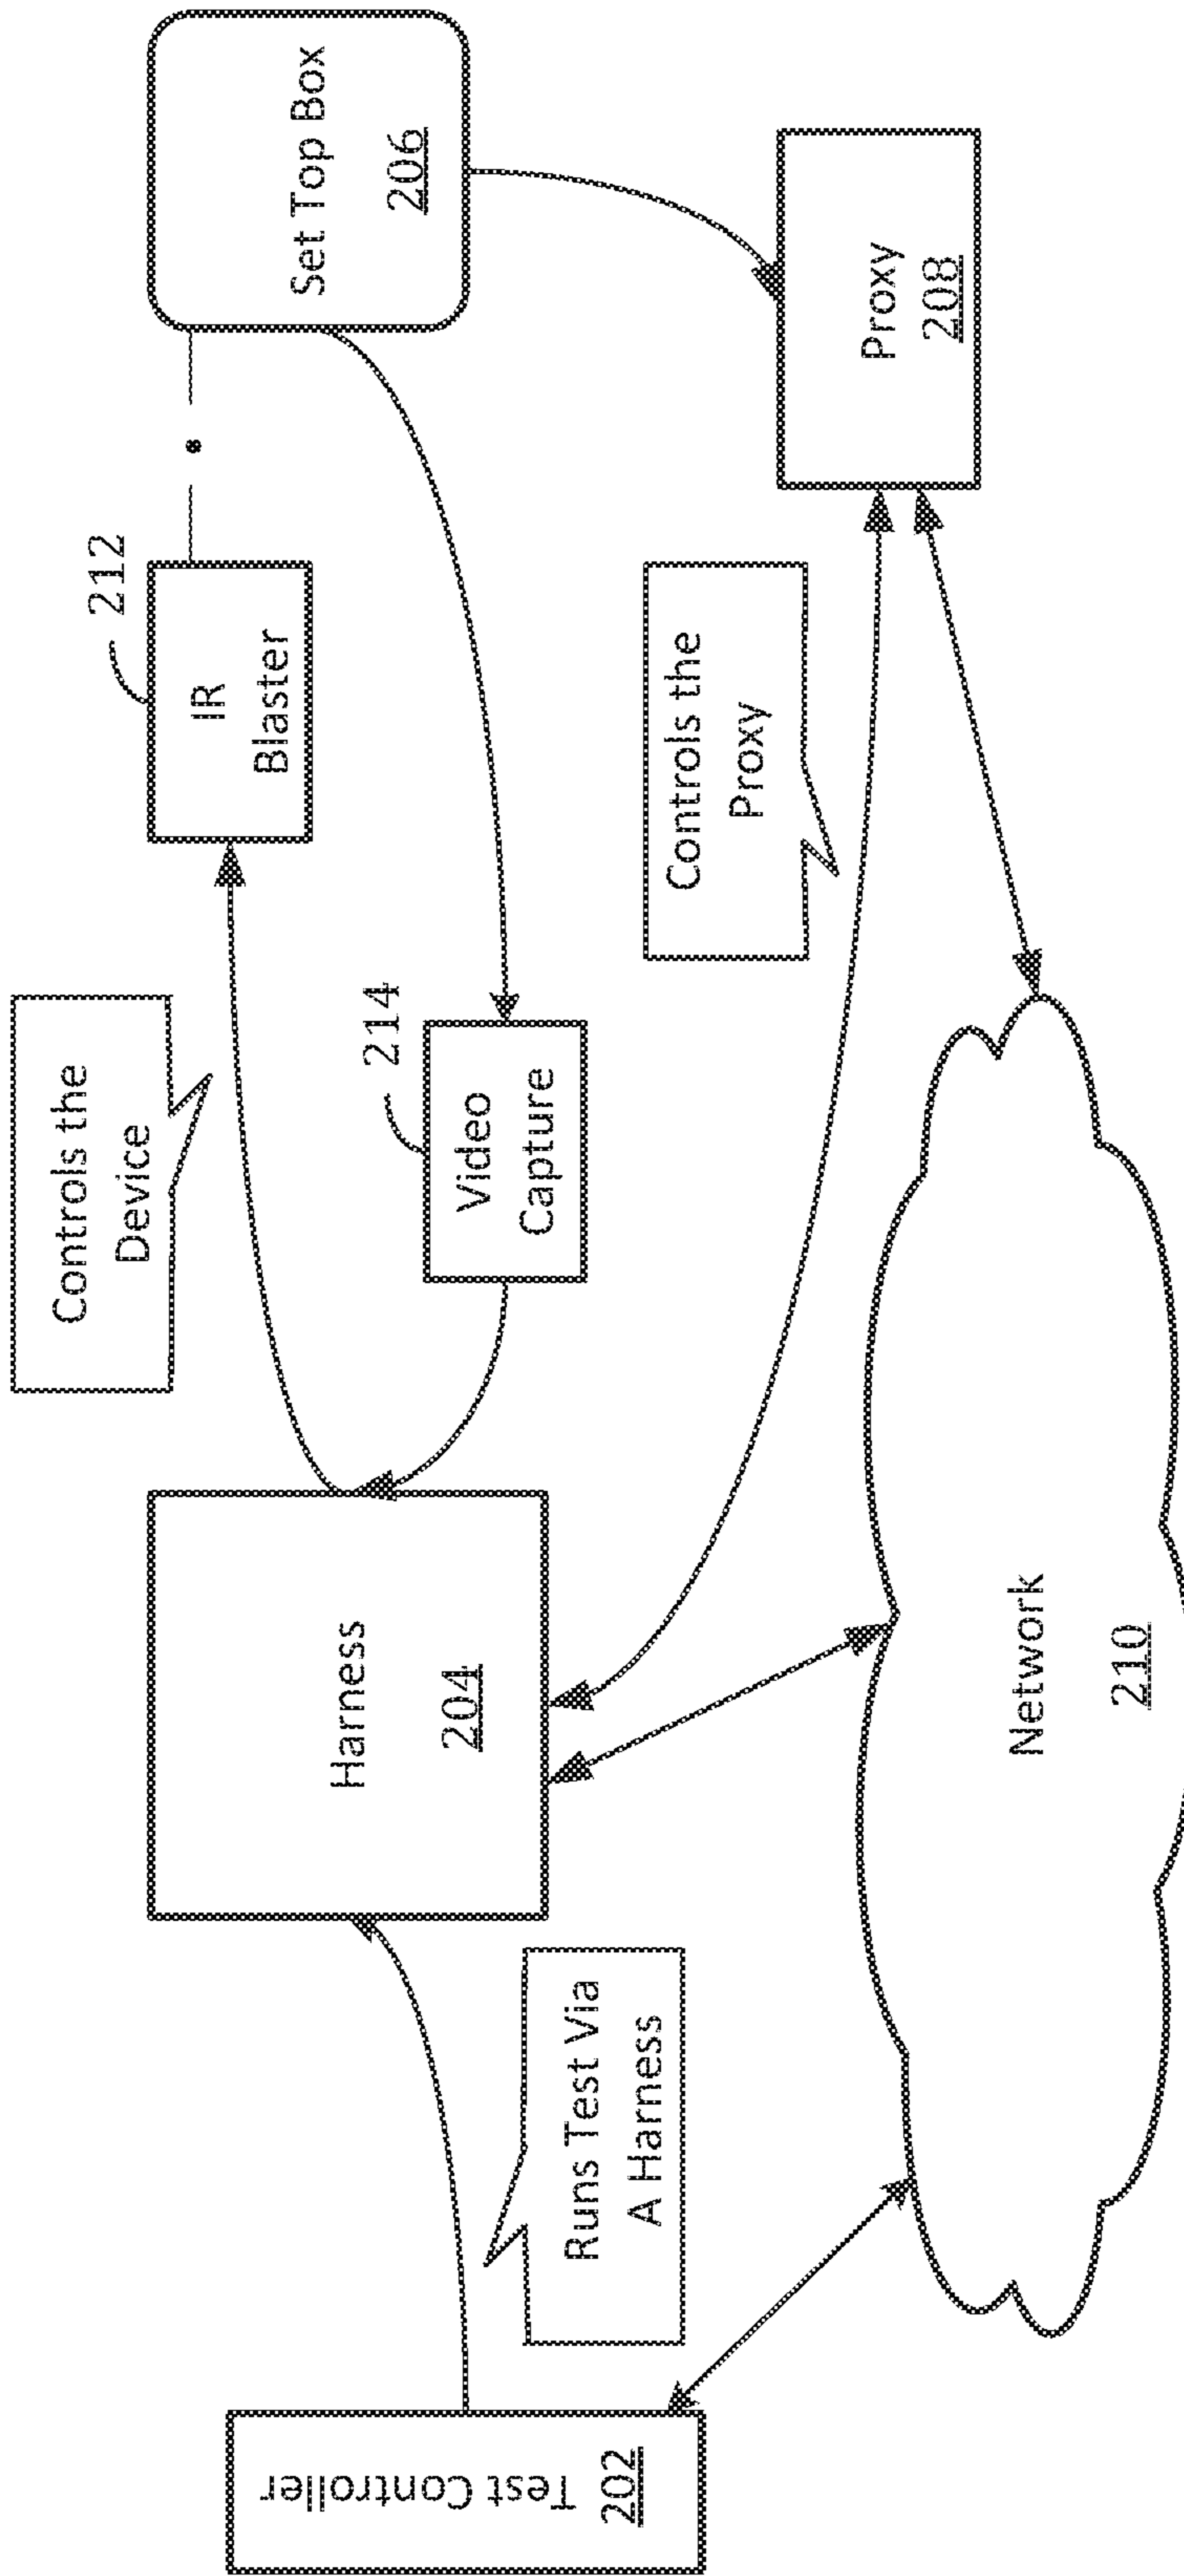 Test Controller
202
Runs Test Via
A Harness
Harness
204
Controls the
Device
212
IR
Blaster
214
Video
Capture
Set Top Box
206
Controls the
Proxy
Proxy
208
Network
210